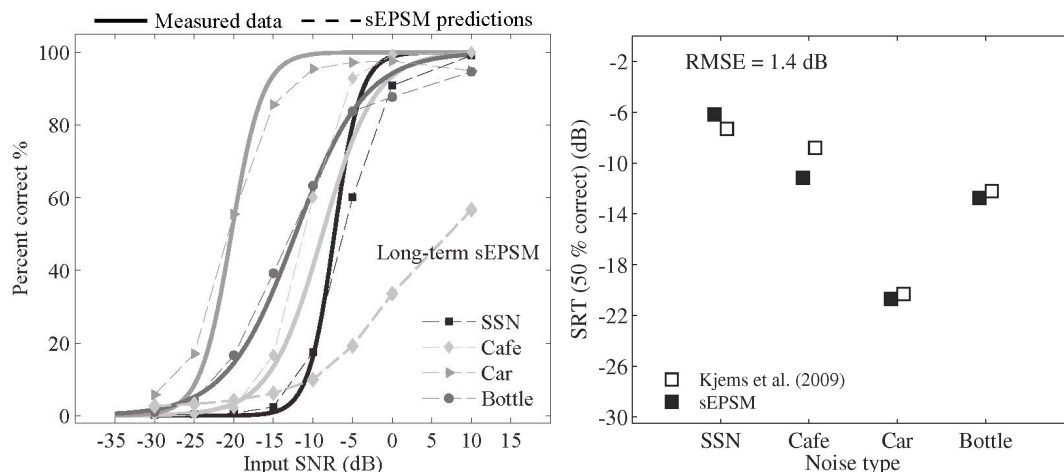 Measured data
sEPSM predictions
100
80
60
40
20
0
Percent correct %
Long-term sEPSM
SSN
Cafe
Car
Bottle
-35 -30 -25 -20 -15 -10 -5 0 5 10 15
Input SNR (dB)
RMSE = 1.4 dB
-2
-6
-10
-14
-18
-22
-26
-30
SRT (50 % correct) (dB)
Kjems et al. (2009)
sEPSM
SSN Cafe Car Bottle
Noise type